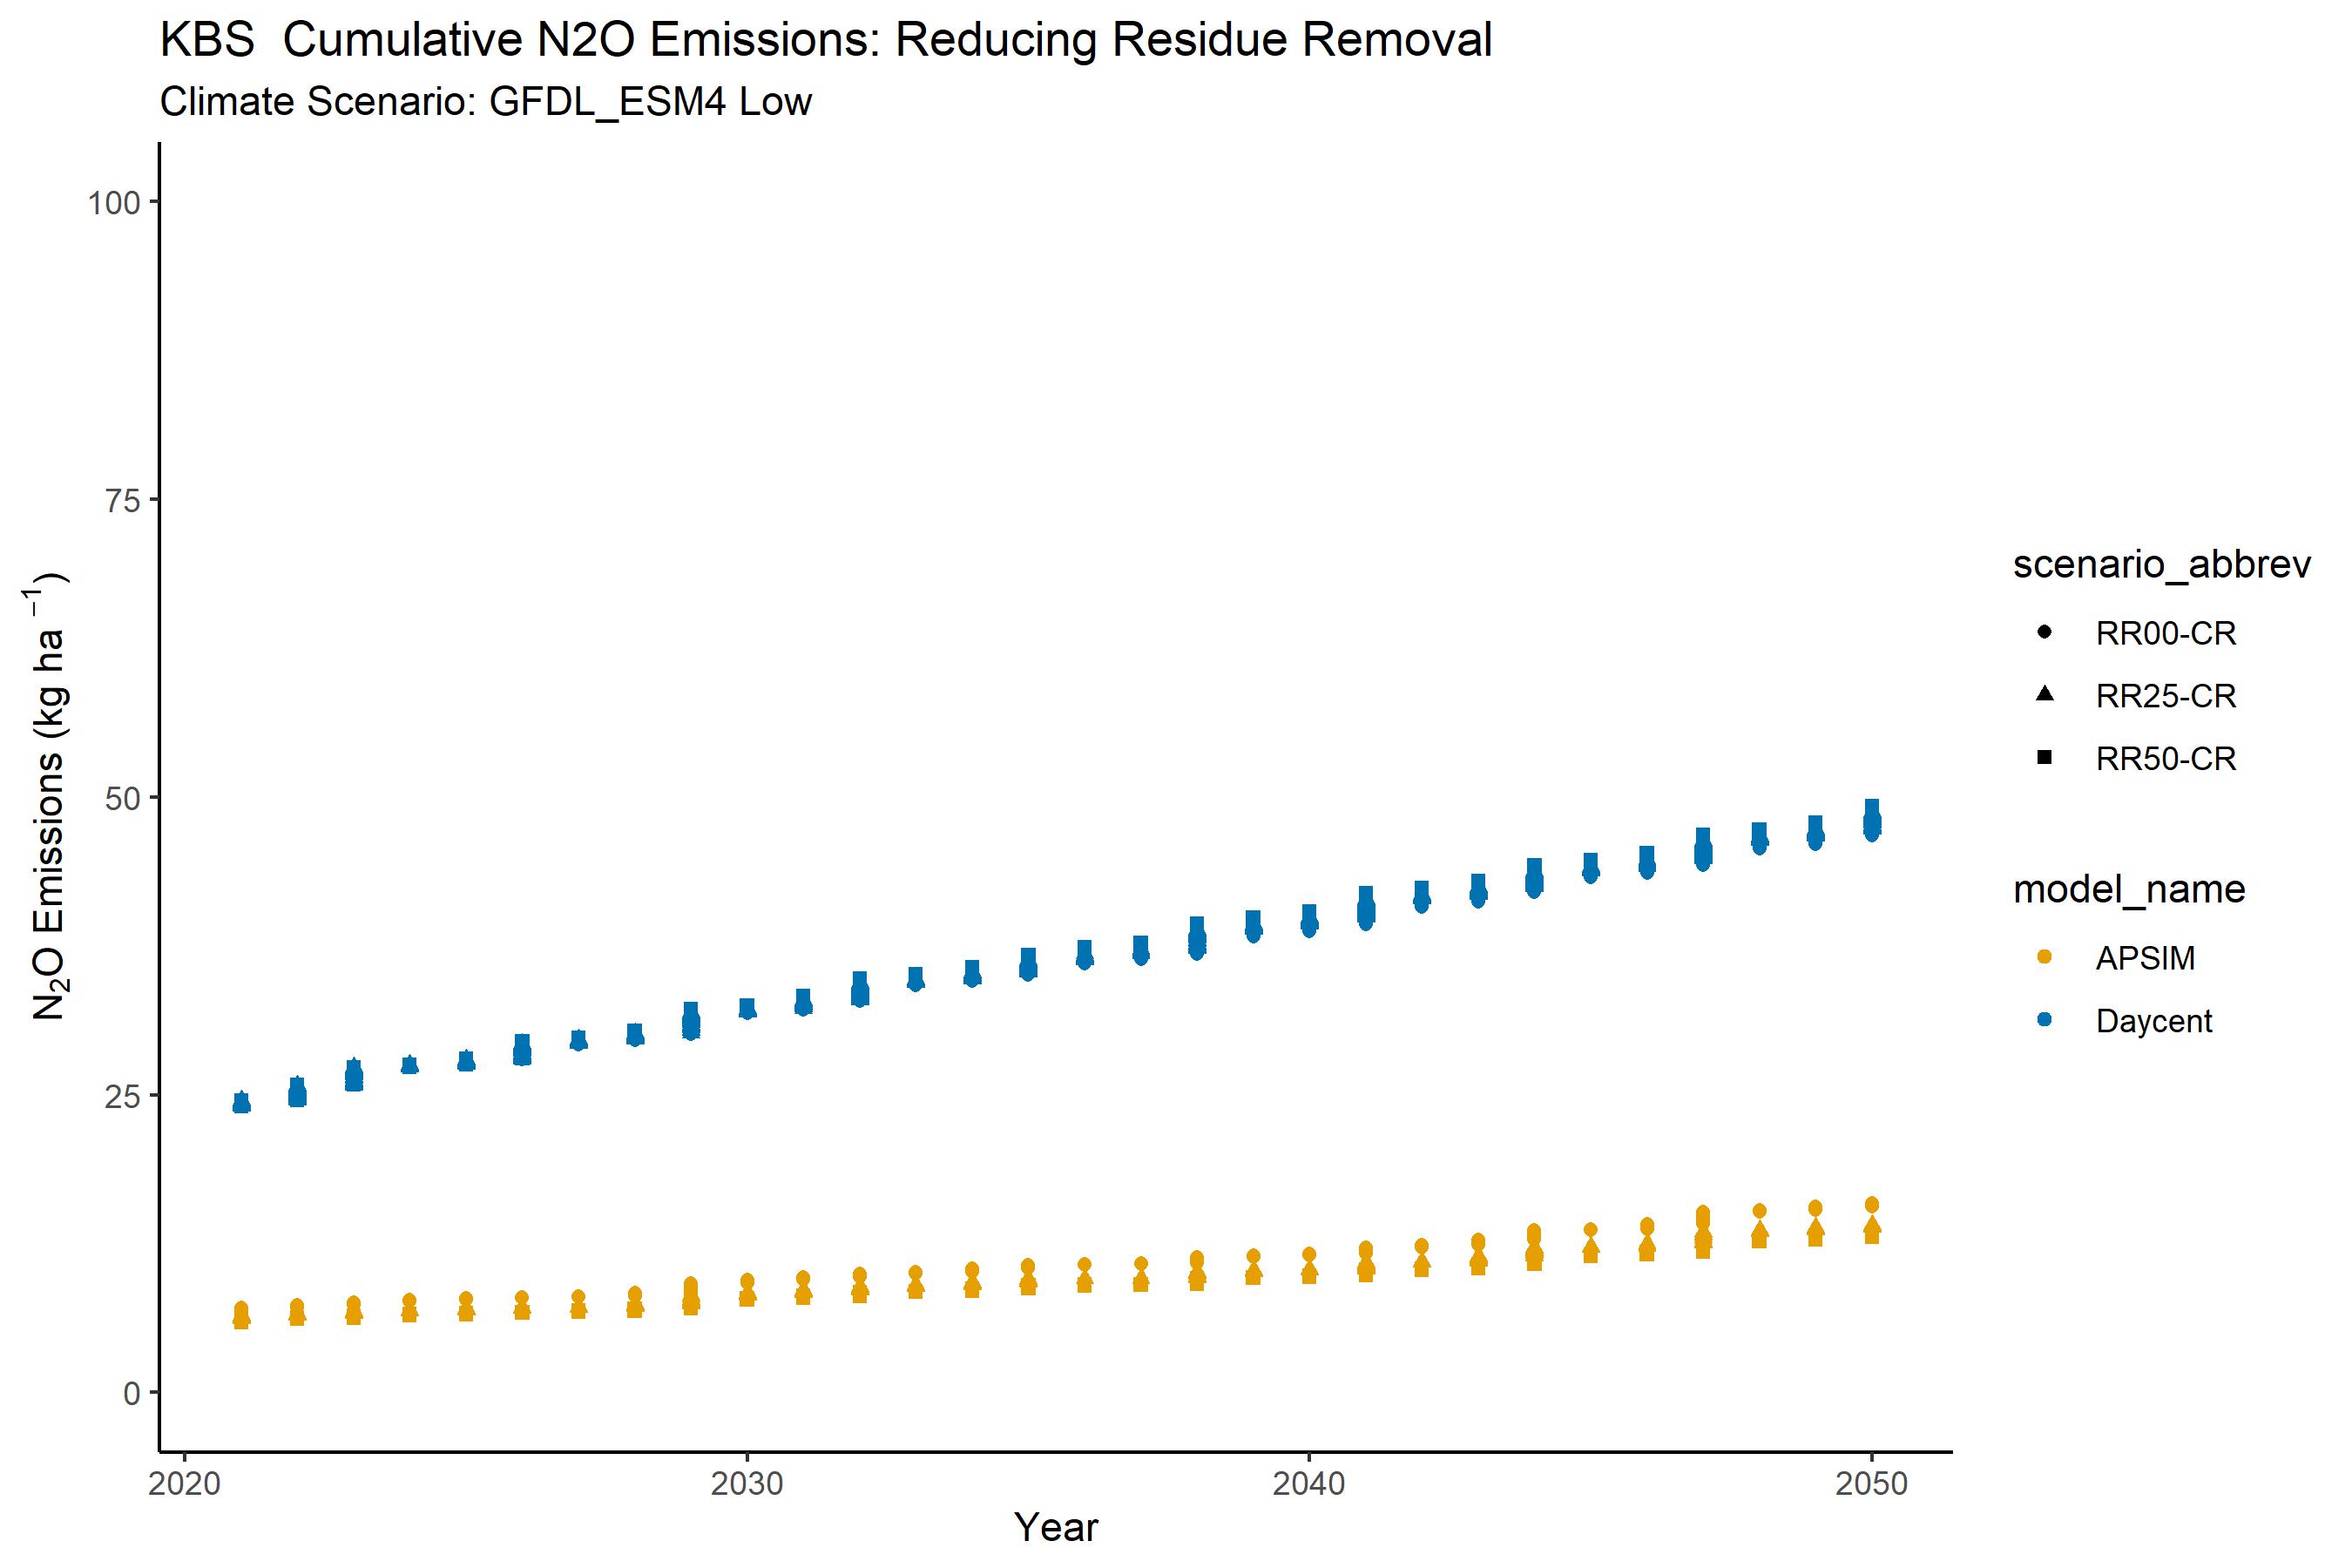 KBS  Cumulative N2O Emissions: Reducing Residue Removal
Climate Scenario: GFDL_ESM4 Low
N₂O Emissions (kg ha ⁻¹)
100
75
50
25
0
2020
2030
2040
2050
Year
scenario_abbrev
RR00-CR
RR25-CR
RR50-CR
model_name
APSIM
Daycent